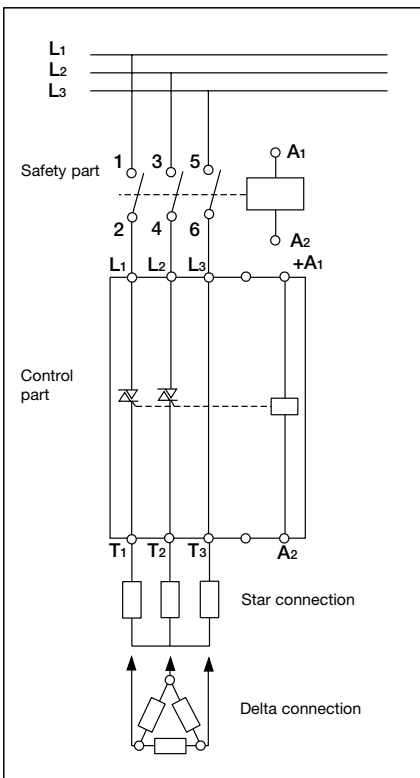 L1
L2
L3
1 3 5 A1
Safety part
2 4 6 A2
L1 L2 L3 +A1
Control
part
T1 T2 T3 A2
Star connection
Delta connection